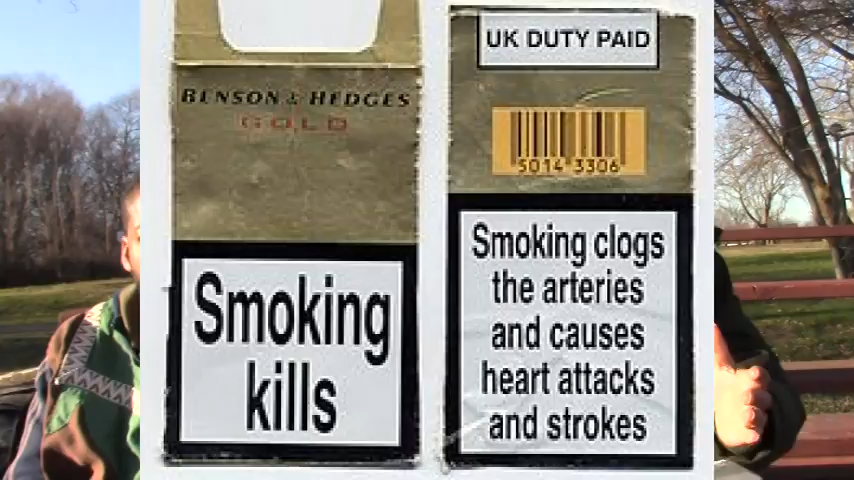 BENSON & HEDGES
GOLD
Smoking
kills
UK DUTY PAID
5014 3306
Smoking clogs
the arteries
and causes
heart attacks
and strokes